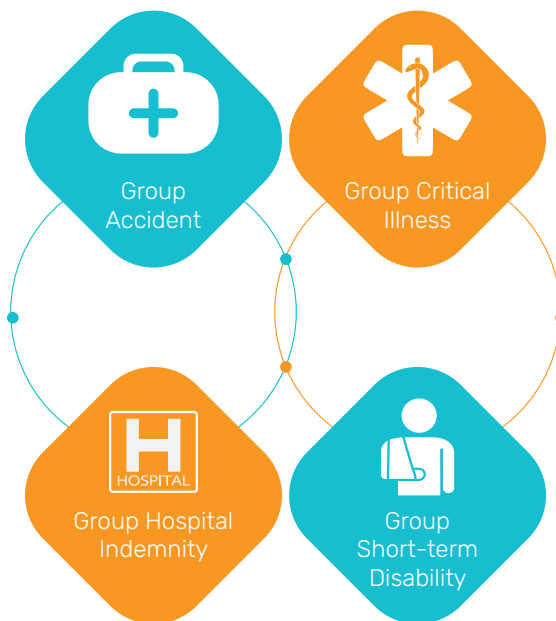 Group
Accident
Group Critical
Illness
H
HOSPITAL
Group Hospital
Indemnity
Group
Short-term
Disability